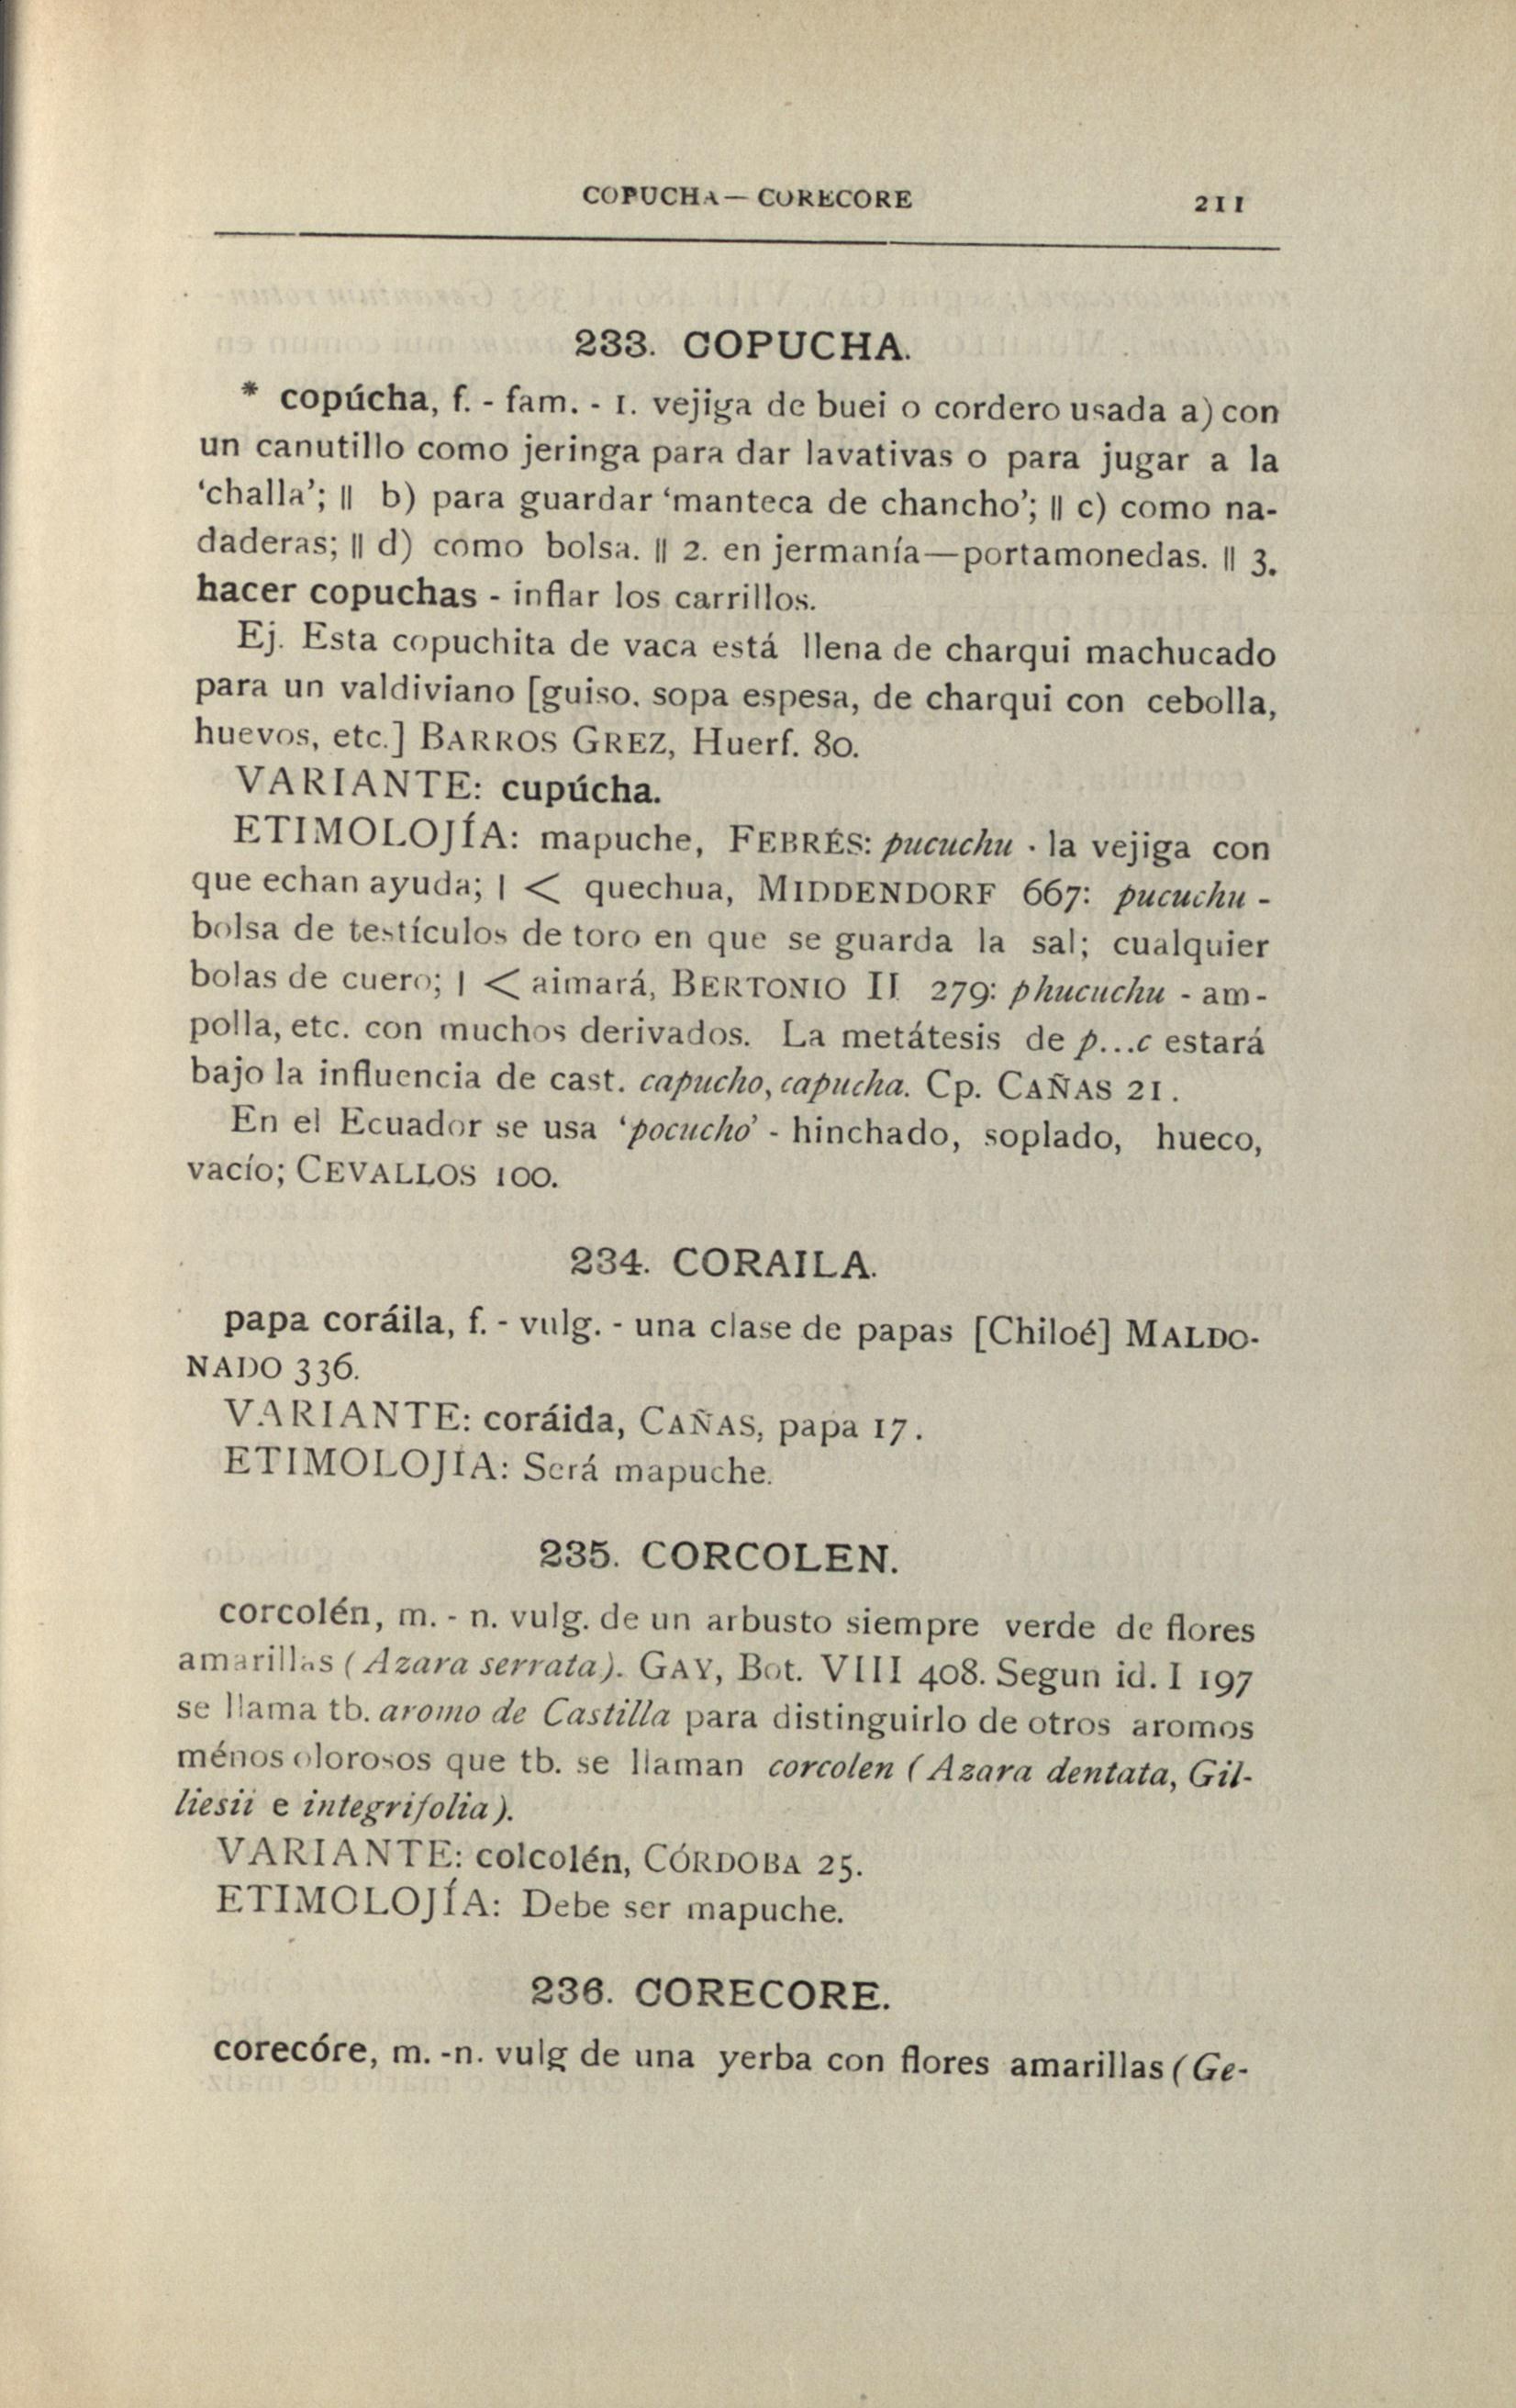 COPUCHA — CORECORE 211
233. COPUCHA.
* copúcha, f. - fam. - 1. vejiga de buei o cordero usada a) con
un canutillo como jeringa para dar lavativas o para jugar a la
‘challa’; || b) para guardar ‘manteca de chancho’; || c) como na-
daderas; || d) como bolsa. || 2. en jermanía—portamonedas. || 3.
hacer copuchas - inflar los carrillos.
Ej. Esta copuchita de vaca está llena de charqui machucado
para un valdiviano [guiso. sopa espesa, de charqui con cebolla,
huevos, etc.] BARROS GREZ, Huerf. 80.
VARIANTE: cupúcha.
ETIMOLOJÍA: mapuche, FEBRÉS: pucuchu · la vejiga con
que echan ayuda; | < quechua, MIDDENDORF 667: pucuchu -
bolsa de testículos de toro en que se guarda la sal; cualquier
bolas de cuero; | < aimará, BERTONIO II 279: phucuchu - am-
polla, etc. con muchos derivados. La metátesis de p...c estará
bajo la influencia de cast. capucho, capucha. Cp. CAÑAS 21.
En el Ecuador se usa ‘pocucho’ - hinchado, soplado, hueco,
vacío; CEVALLOS 100.
234. CORAILA.
papa coráila, f. - vulg. - una clase de papas [Chiloé] MALDO-
NADO 336.
VARIANTE: coráida, CAÑAS, papa 17.
ETIMOLOJÍA: Será mapuche.
235. CORCOLEN.
corcolén, m. - n. vulg. de un arbusto siempre verde de flores
amarillas (Azara serrata). GAY, Bot. VIII 408. Segun id. I 197
se llama tb. aromo de Castilla para distinguirlo de otros aromos
ménos olorosos que tb. se llaman corcolen (Azara dentata, Gil-
liesii e integrifolia).
VARIANTE: colcolén, CÓRDOBA 25.
ETIMOLOJÍA: Debe ser mapuche.
236. CORECORE.
corecóre, m. -n. vulg de una yerba con flores amarillas (Ge-